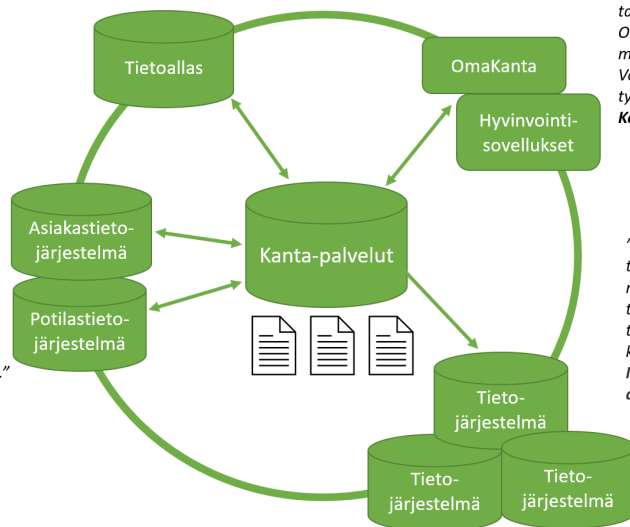 Tietoallas
OmaKanta
Hyvinvointi-
sovellukset
Asiakastieto-
järjestelmä
Potilastieto-
järjestelmä
Kanta-palvelut
Tieto-
järjestelmä
Tieto-
järjestelmä
Tieto-
järjestelmä